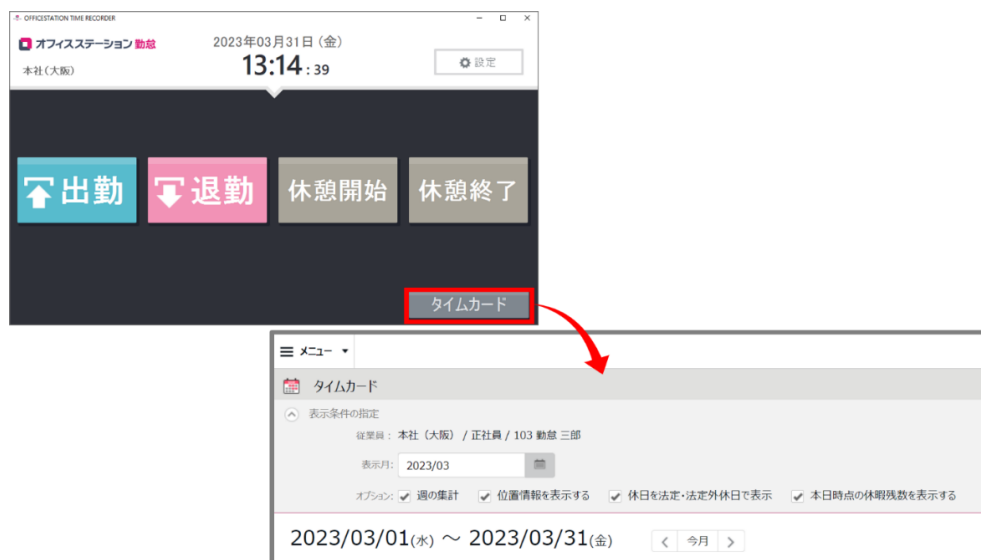 OFFICESTATION TIME RECORDER
オフィスステーション 勤怠
2023年03月31日 (金)
本社(大阪)
13:14 : 39
設定
出勤 退勤 休憩開始 休憩終了
タイムカード
メニュー
タイムカード
表示条件の指定
従業員 : 本社(大阪) / 正社員 / 103 勤怠 三郎
表示月: 2023/03
オプション: 週の集計 位置情報を表示する 休日を法定・法定外休日で表示 本日時点の休暇残数を表示する
2023/03/01(水) ～ 2023/03/31(金) 今月